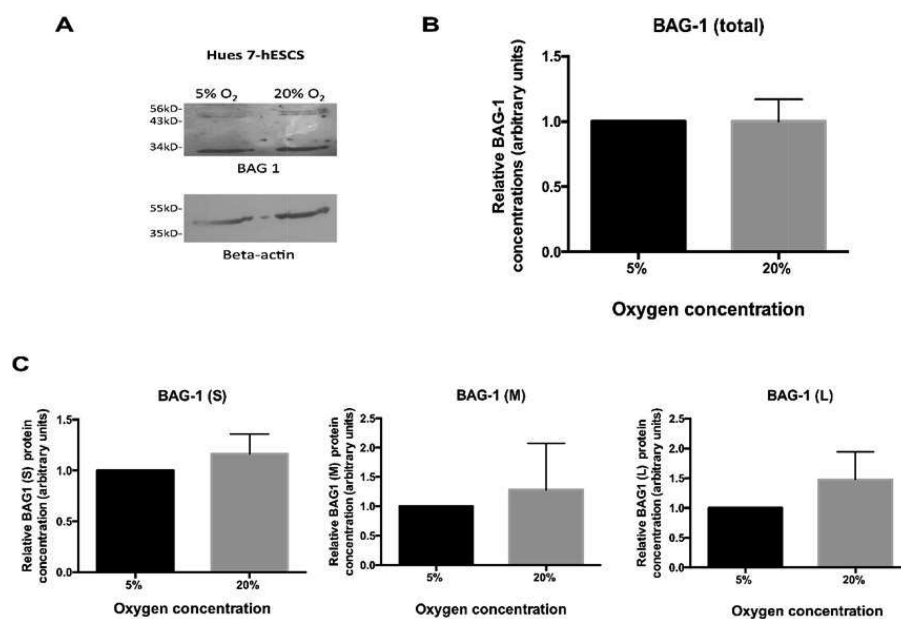 A
Hues 7-hESCS
5% O₂ 20% O₂
56kD-
43kD-
34kD-
BAG 1
55kD-
35kD-
Beta-actin
B
BAG-1 (total)
Relative BAG-1
concentrations (arbitrary units)
1.5
1.0
0.5
0.0
5% 20%
Oxygen concentration
C
BAG-1 (S)
Relative BAG1 (S) protein
concentration (arbitrary units)
1.5
1.0
0.5
0.0
5% 20%
Oxygen concentration
BAG-1 (M)
Relative BAG1 (M) protein
concentration (arbitrary units)
2.5
2.0
1.5
1.0
0.5
0.0
5% 20%
Oxygen concentration
BAG-1 (L)
Relative BAG1 (L) protein
concentration (arbitrary units)
2.5
2.0
1.5
1.0
0.5
0.0
5% 20%
Oxygen concentration